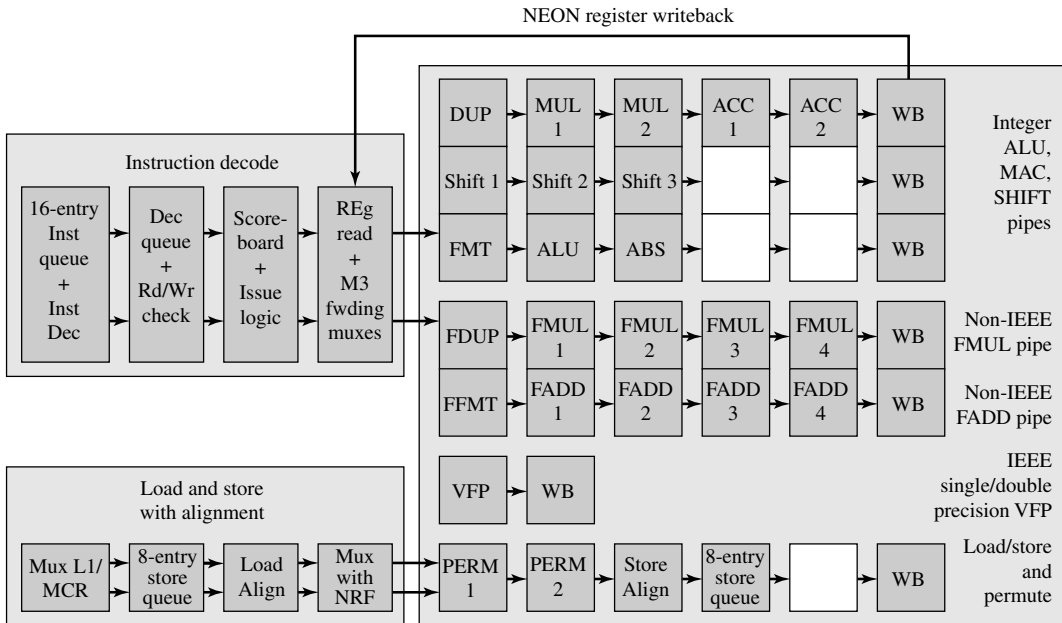 NEON register writeback
Instruction decode
16-entry
Inst
queue
+
Inst
Dec
Dec
queue
+
Rd/Wr
check
Score-
board
+
Issue
logic
REg
read
+
M3
fwding
muxes
DUP
MUL
1
MUL
2
ACC
1
ACC
2
WB
Shift 1
Shift 2
Shift 3
WB
FMT
ALU
ABS
WB
Integer
ALU,
MAC,
SHIFT
pipes
FDUP
FMUL
1
FMUL
2
FMUL
3
FMUL
4
WB
Non-IEEE
FMUL pipe
FFMT
FADD
1
FADD
2
FADD
3
FADD
4
WB
Non-IEEE
FADD pipe
VFP
WB
IEEE
single/double
precision VFP
Load and store
with alignment
Mux L1/
MCR
8-entry
store
queue
Load
Align
Mux
with
NRF
PERM
1
PERM
2
Store
Align
8-entry
store
queue
WB
Load/store
and
permute